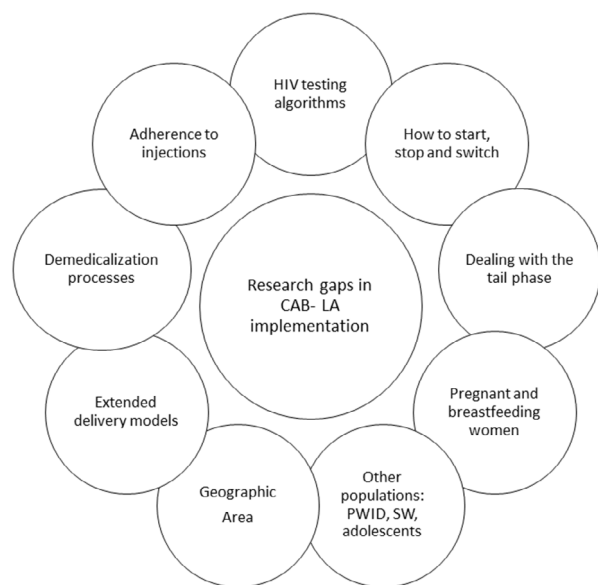 HIV testing
algorithms
How to start,
stop and switch
Dealing with the
tail phase
Pregnant and
breastfeeding
women
Other
populations:
PWID, SW,
adolescents
Geographic
Area
Extended
delivery models
Demedicalization
processes
Adherence to
injections
Research gaps in
CAB- LA
implementation